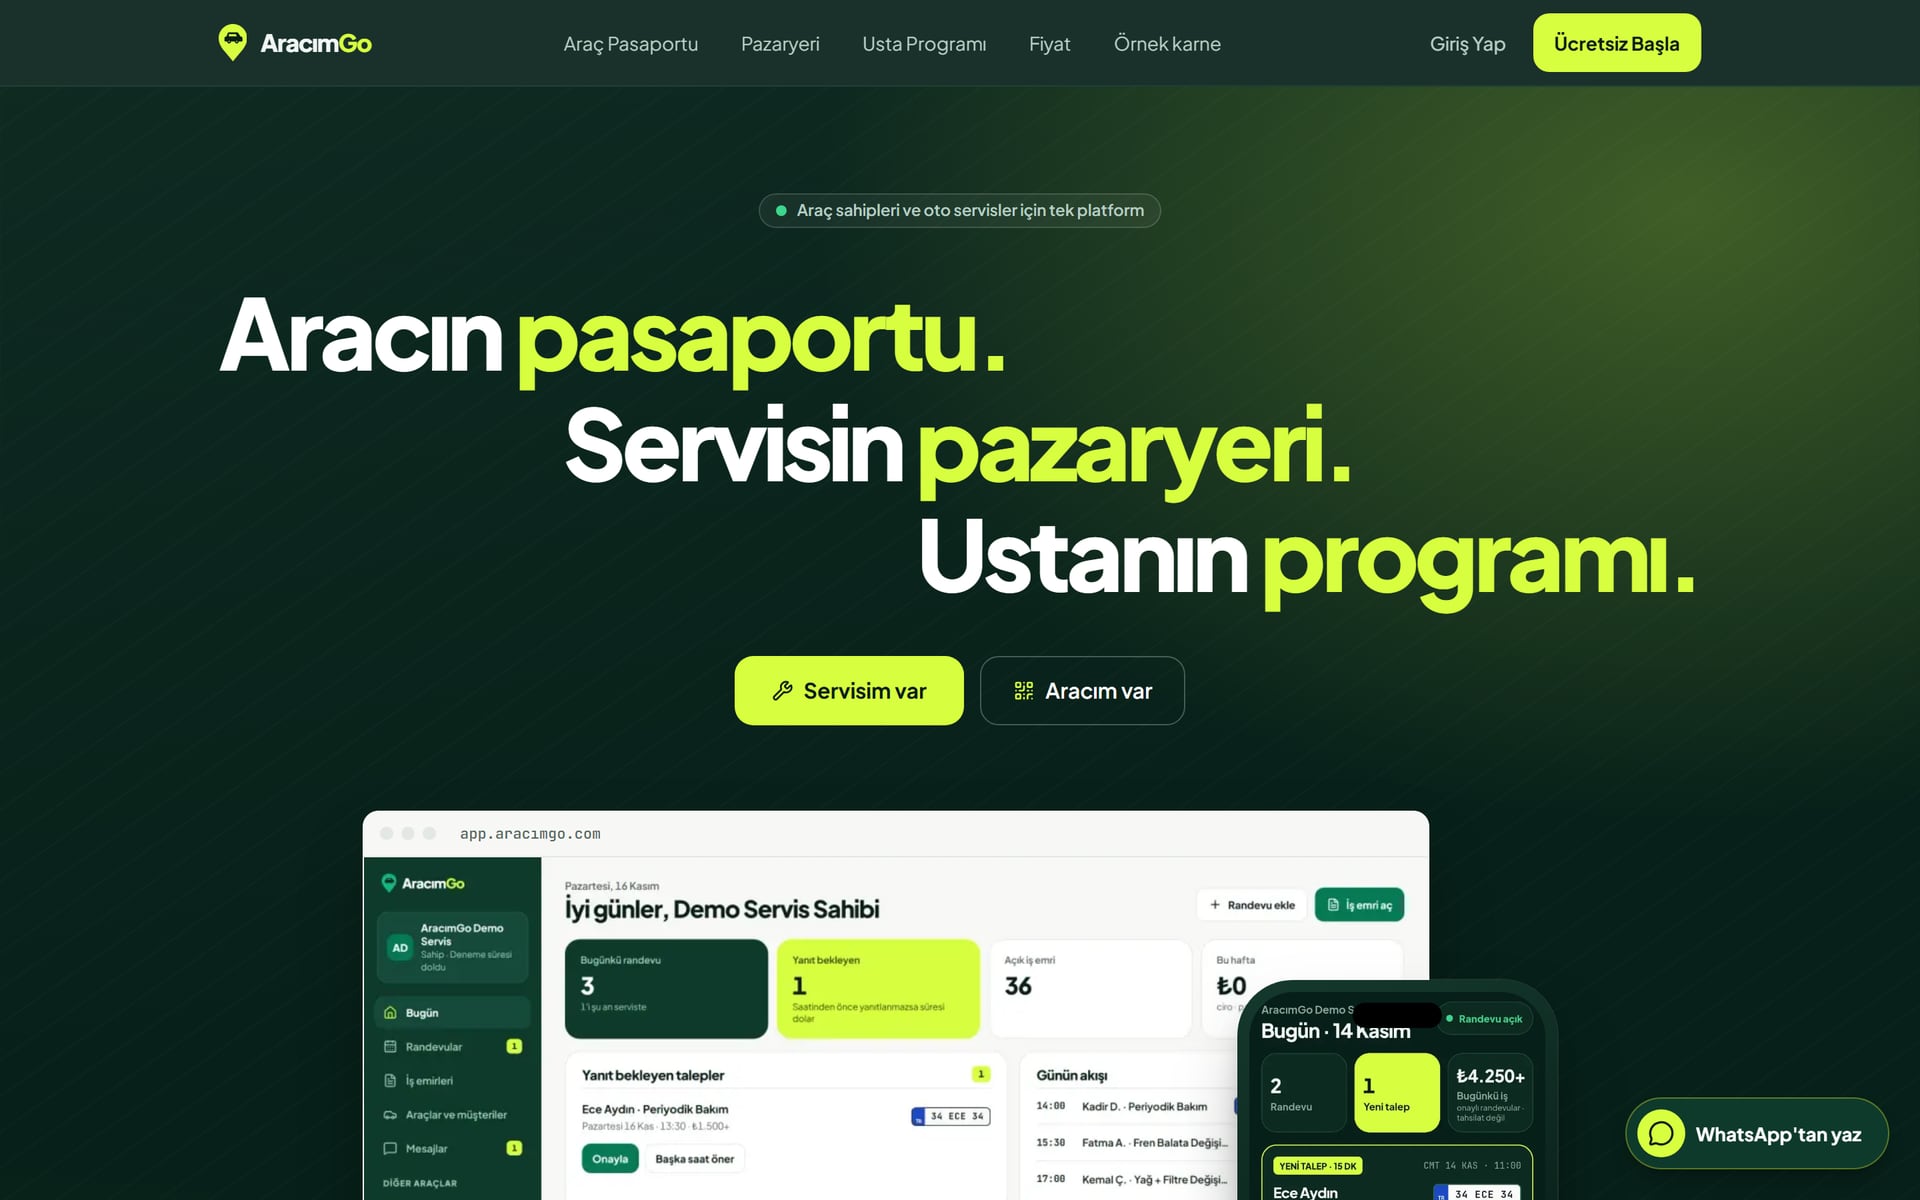 AracımGo
Araç Pasaportu
Pazaryeri
Usta Programı
Fiyat
Örnek karne
Giriş Yap
Ücretsiz Başla
Araç sahipleri ve oto servisler için tek platform
Aracın pasaportu.
Servisin pazaryeri.
Ustanın programı.
Servisim var
Aracım var
app.aracımgo.com
AracımGo
AD
AracımGo Demo
Servis
Sahip · Deneme süresi
doldu
Bugün
Randevular 1
İş emirleri
Araçlar ve müşteriler
Mesajlar 1
DİĞER ARAÇLAR
Pazartesi, 16 Kasım
İyi günler, Demo Servis Sahibi
+ Randevu ekle
İş emri aç
Bugünkü randevu
3
1'i şu an serviste
Yanıt bekleyen
1
Saatinden önce yanıtlanmazsa süresi
dolar
Açık iş emri
36
Bu hafta
₺0
ciro · p
Yanıt bekleyen talepler 1
Ece Aydın · Periyodik Bakım
Pazartesi 16 Kas · 13:30 · ₺1.500+
TR 34 ECE 34
Onayla
Başka saat öner
Günün akışı
14:00 Kadir D. · Periyodik Bakım
15:30 Fatma A. · Fren Balata Değişi...
17:00 Kemal Ç. · Yağ + Filtre Değişi...
AracımGo Demo S
Bugün · 14 Kasım
Randevu açık
2
Randevu
1
Yeni talep
₺4.250+
Bugünkü iş
onaylı randevular ·
tahsilat değil
YENİ TALEP · 15 DK
CMT 14 KAS · 11:00
Ece Aydın
34 ECE 34
WhatsApp'tan yaz